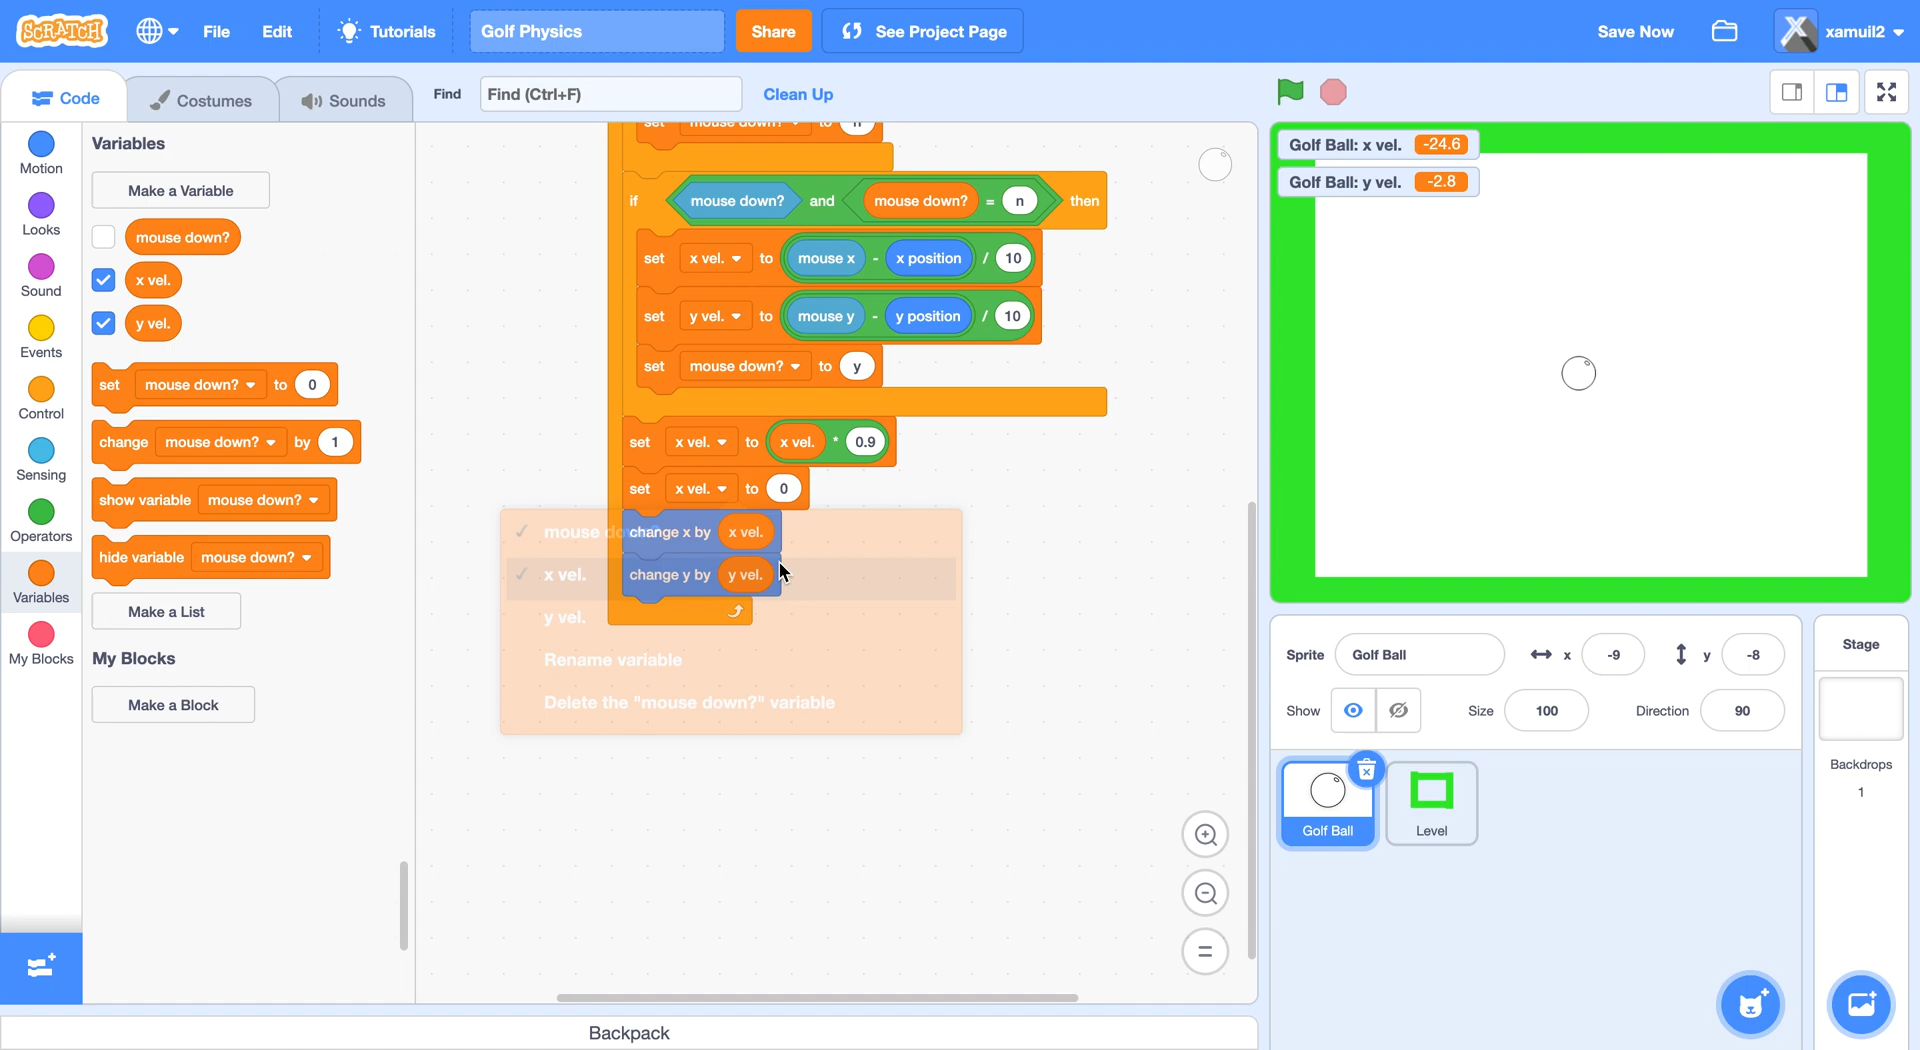 SCRATCH File Edit Tutorials Golf Physics Share See Project Page Save Now xamuil2
Code Costumes Sounds Find Find (Ctrl+F) Clean Up
Motion
Looks
Sound
Events
Control
Sensing
Operators
Variables
My Blocks
Variables
Make a Variable
mouse down?
x vel.
y vel.
set mouse down? to 0
change mouse down? by 1
show variable mouse down?
hide variable mouse down?
Make a List
My Blocks
Make a Block
set mouse down? to n
if mouse down? and mouse down? = n then
set x vel. to mouse x - x position / 10
set y vel. to mouse y - y position / 10
set mouse down? to y
set x vel. to x vel. * 0.9
set x vel. to 0
change x by x vel.
change y by y vel.
✓ mouse down?
✓ x vel.
y vel.
Rename variable
Delete the "mouse down?" variable
Backpack
Golf Ball: x vel. -24.6
Golf Ball: y vel. -2.8
Sprite Golf Ball x -9 y -8
Show Size 100 Direction 90
Golf Ball
Level
Stage
Backdrops
1